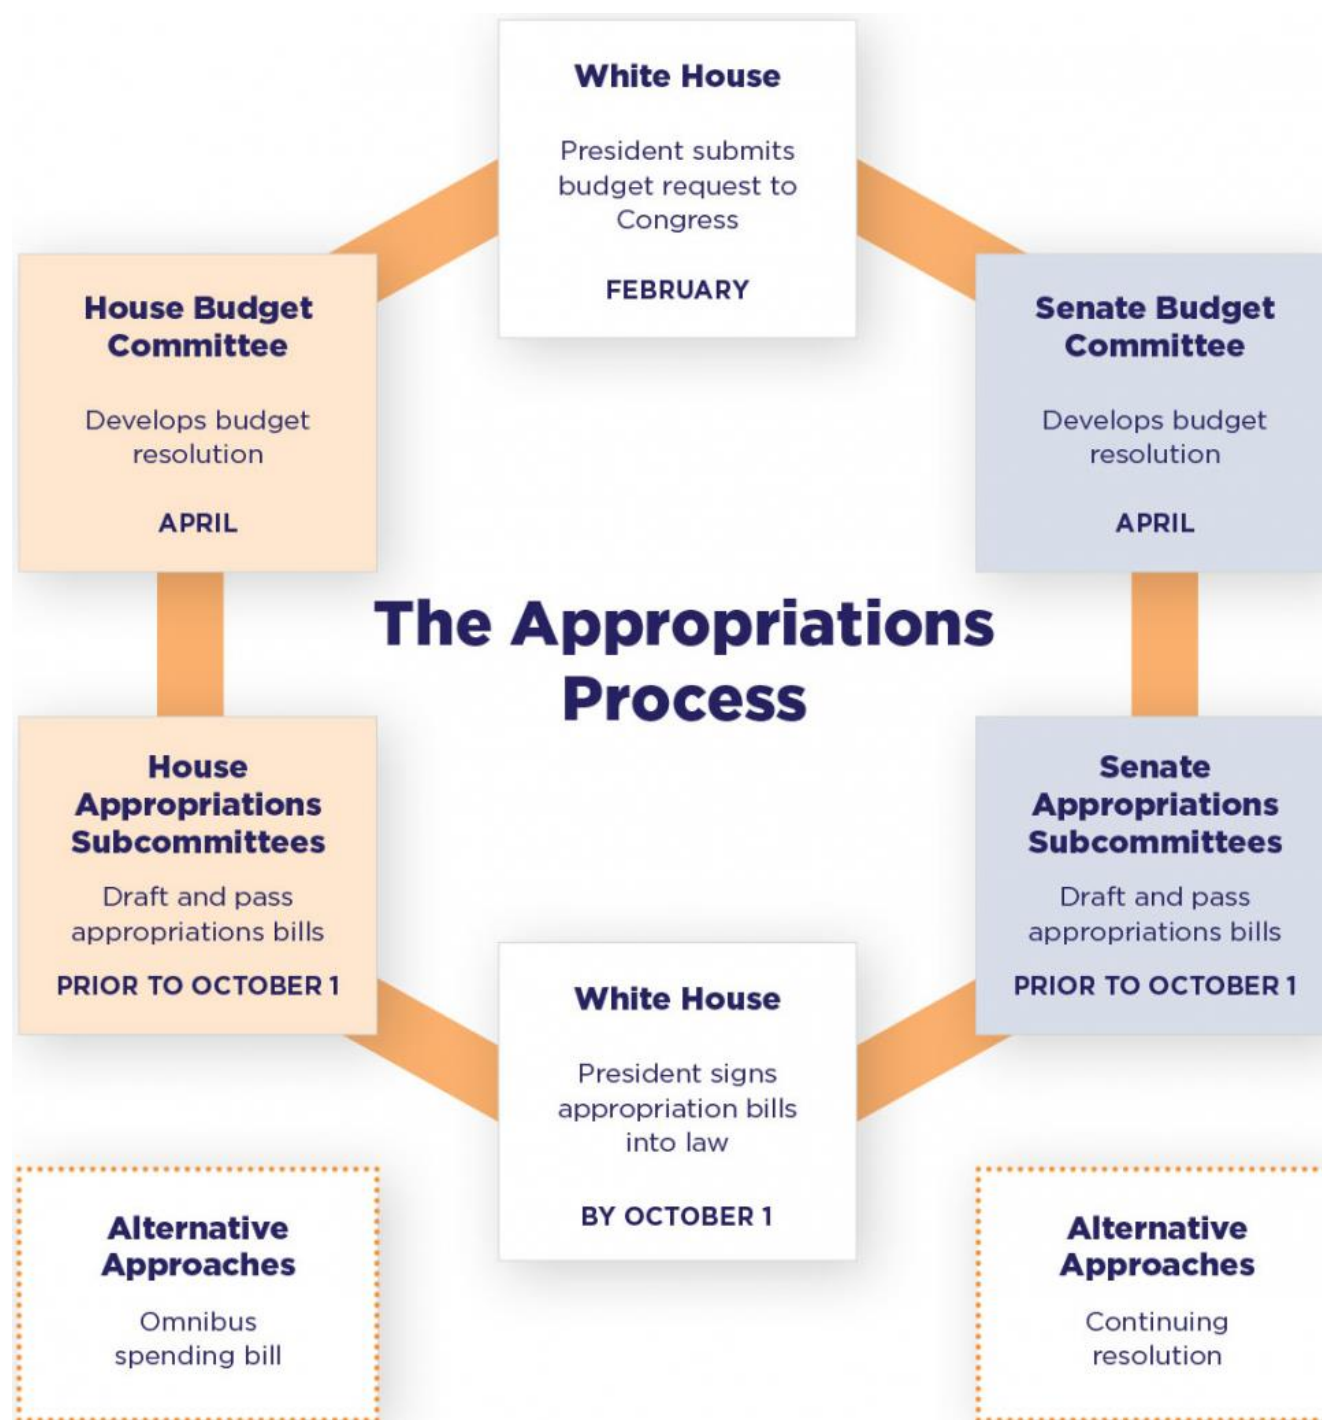 White House
President submits
budget request to
Congress
FEBRUARY
House Budget
Committee
Develops budget
resolution
APRIL
Senate Budget
Committee
Develops budget
resolution
APRIL
The Appropriations
Process
House
Appropriations
Subcommittees
Draft and pass
appropriations bills
PRIOR TO OCTOBER 1
Senate
Appropriations
Subcommittees
Draft and pass
appropriations bills
PRIOR TO OCTOBER 1
White House
President signs
appropriation bills
into law
BY OCTOBER 1
Alternative
Approaches
Omnibus
spending bill
Alternative
Approaches
Continuing
resolution